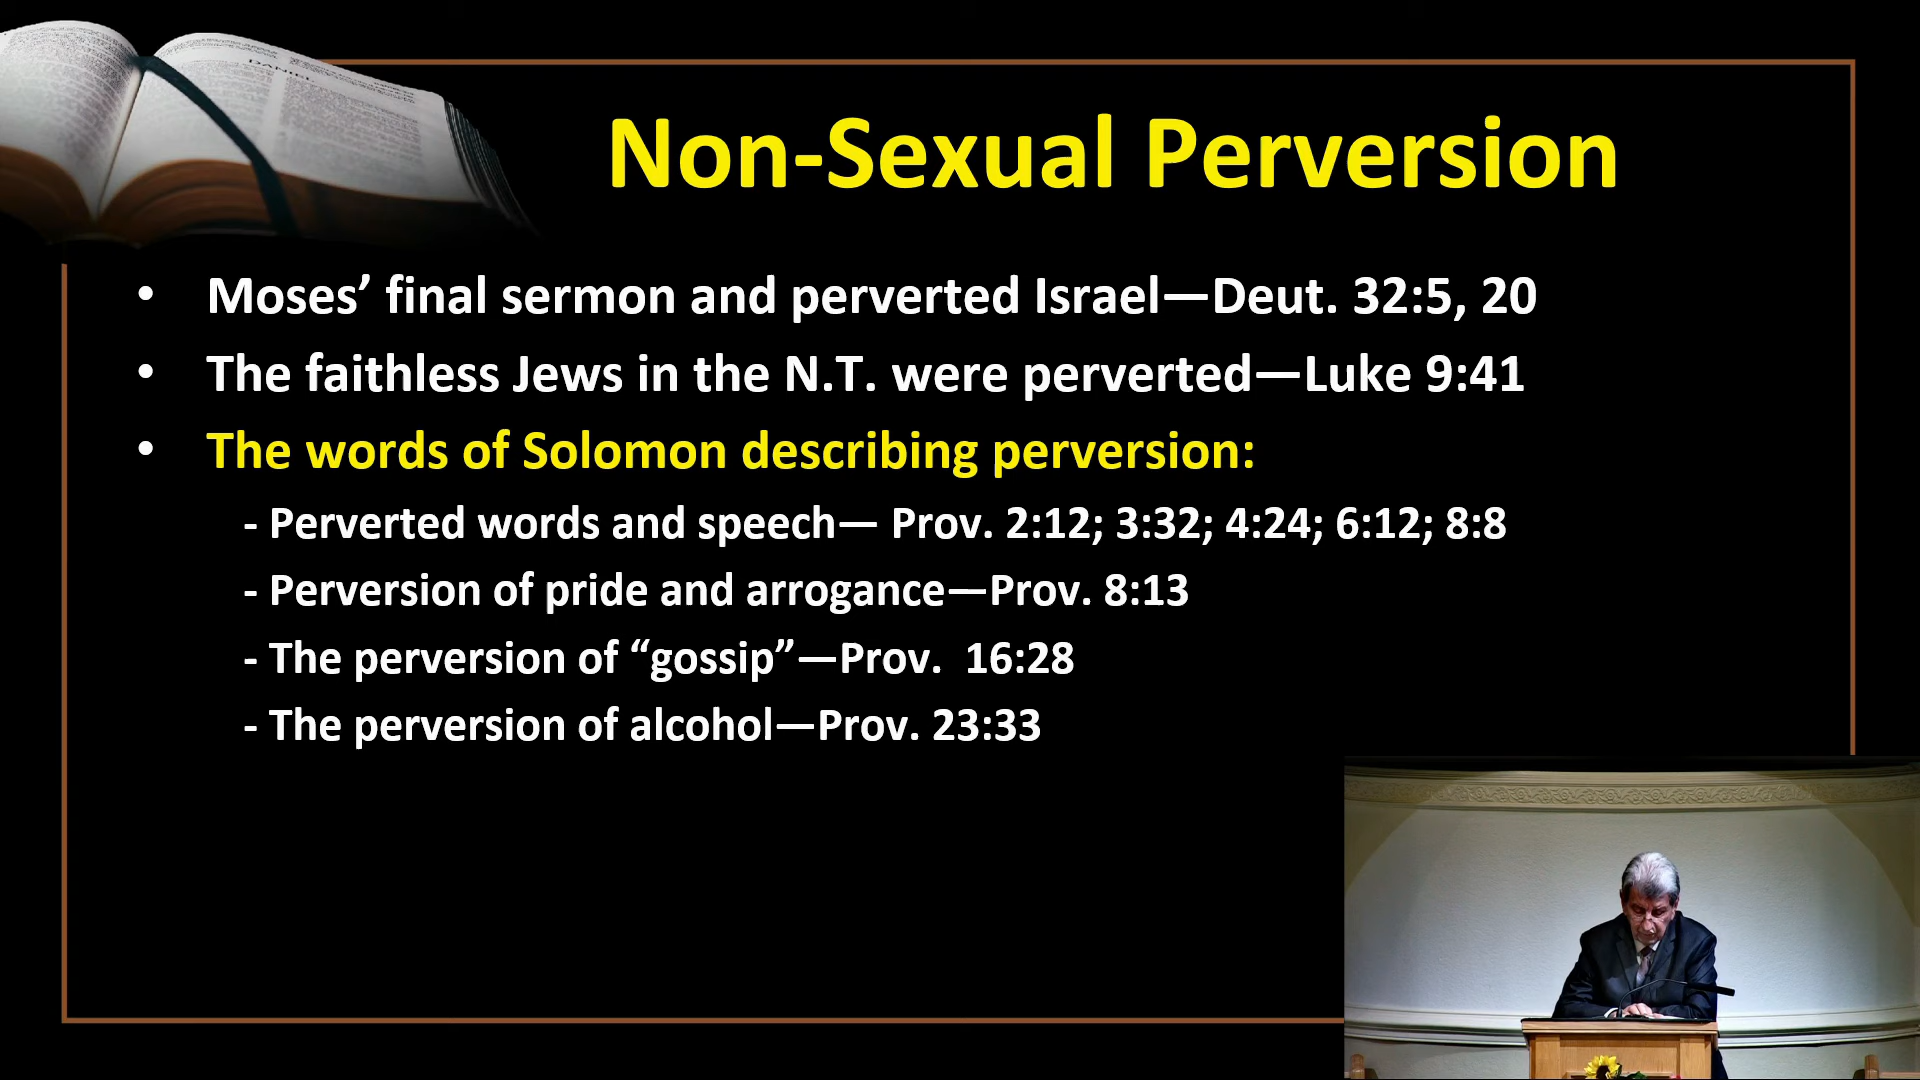 DANIEL
Non-Sexual Perversion
• Moses’ final sermon and perverted Israel—Deut. 32:5, 20
• The faithless Jews in the N.T. were perverted—Luke 9:41
• The words of Solomon describing perversion:
- Perverted words and speech— Prov. 2:12; 3:32; 4:24; 6:12; 8:8
- Perversion of pride and arrogance—Prov. 8:13
- The perversion of “gossip”—Prov.  16:28
- The perversion of alcohol—Prov. 23:33